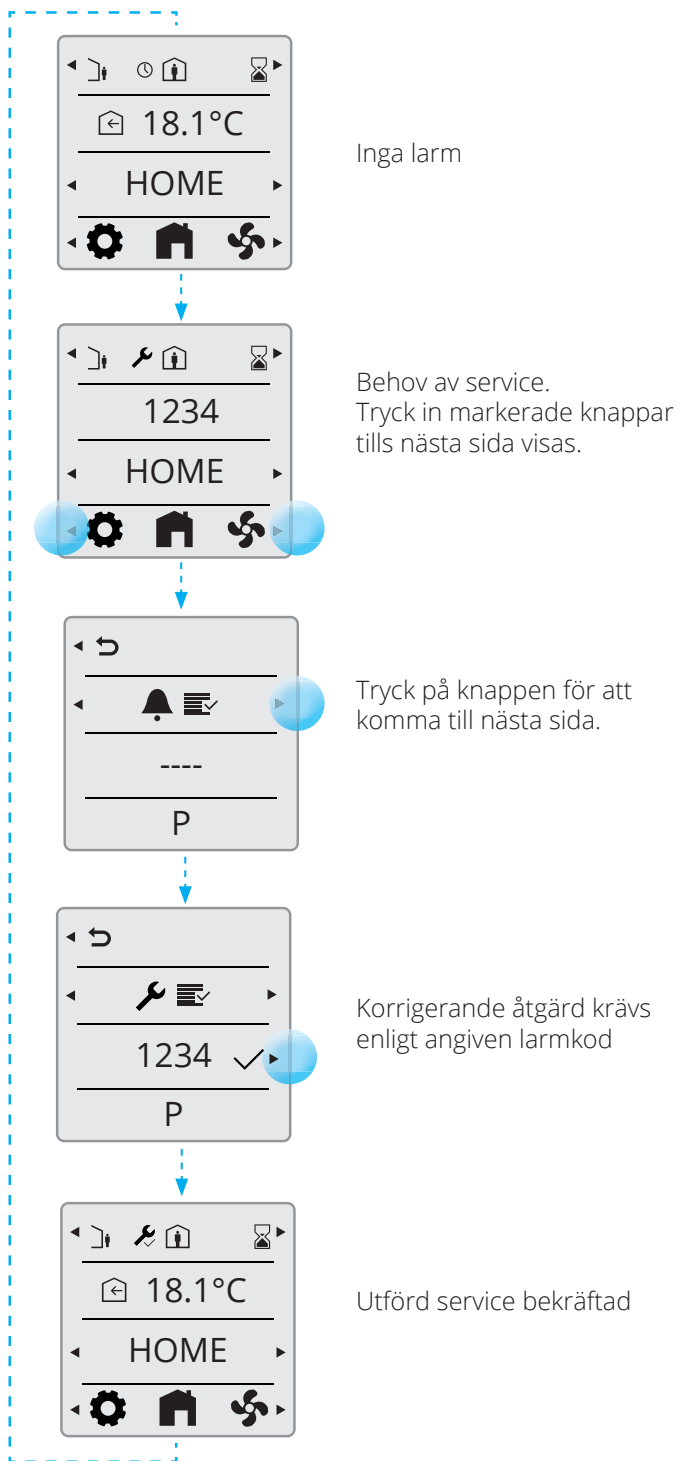 18.1°C
HOME
Inga larm
1234
HOME
Behov av service.
Tryck in markerade knappar
tills nästa sida visas.
----
P
Tryck på knappen för att
komma till nästa sida.
1234
P
Korrigerande åtgärd krävs
enligt angiven larmkod
18.1°C
HOME
Utförd service bekräftad